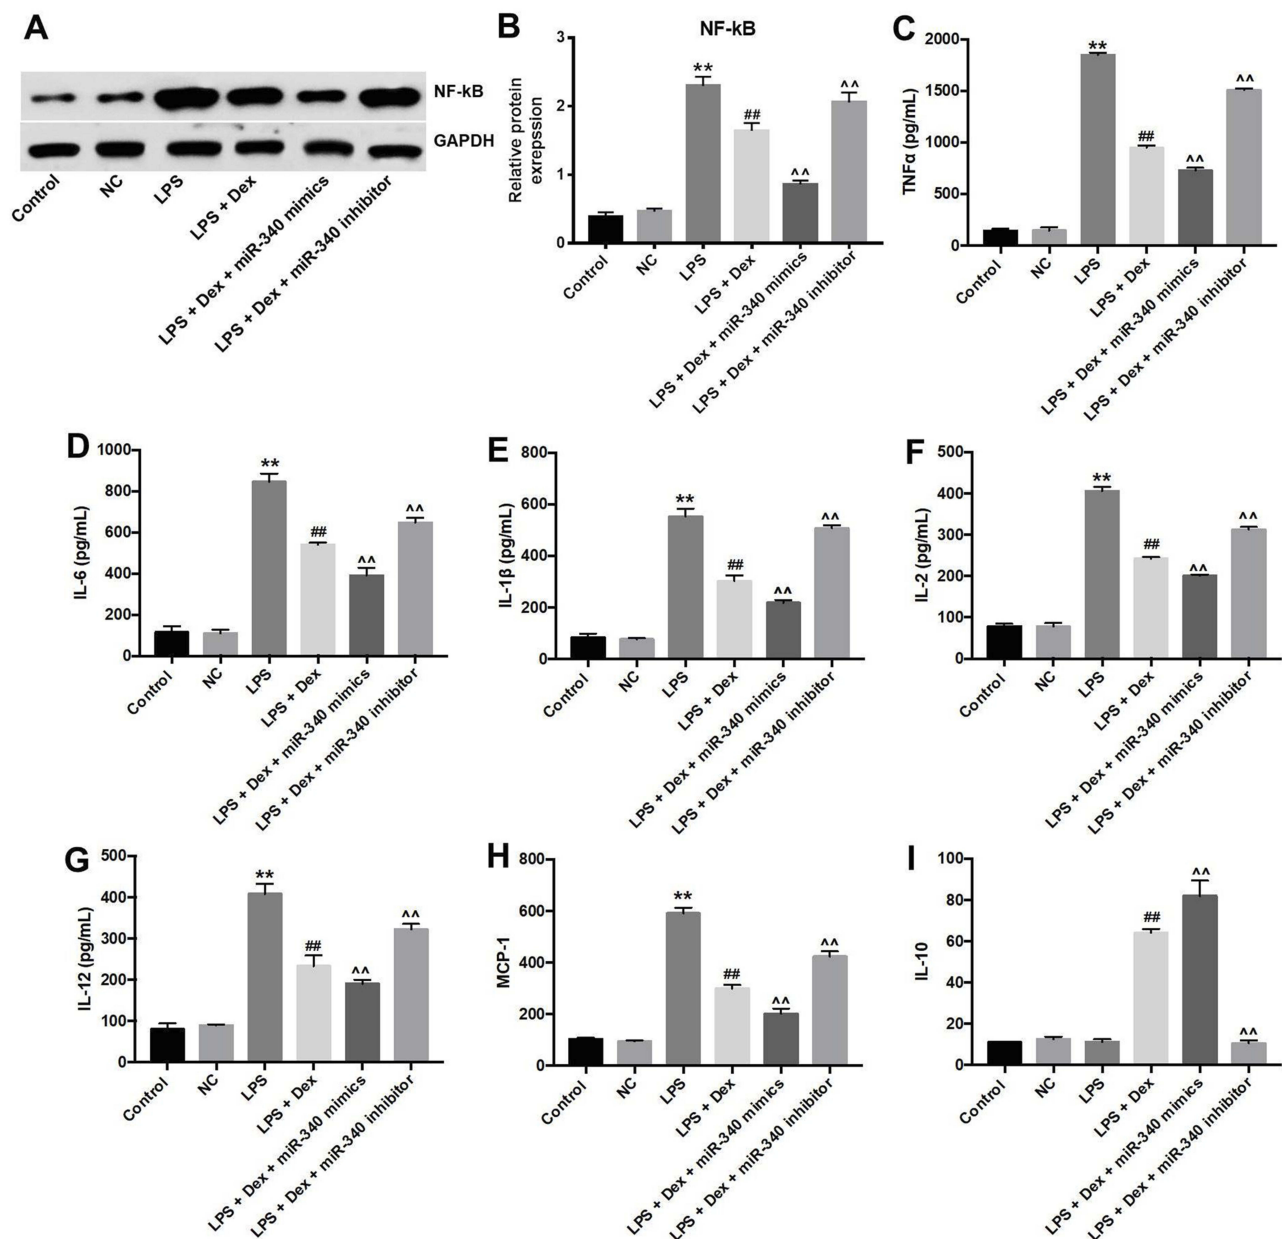 A
NF-kB
GAPDH
Control
NC
LPS
LPS + Dex
LPS + Dex + miR-340 mimics
LPS + Dex + miR-340 inhibitor
B
NF-kB
Relative protein
exrepssion
3
2
1
0
**
##
^^
^^
Control
NC
LPS
LPS + Dex
LPS + Dex + miR-340 mimics
LPS + Dex + miR-340 inhibitor
C
TNFα (pg/mL)
2000
1500
1000
500
0
**
##
^^
^^
Control
NC
LPS
LPS + Dex
LPS + Dex + miR-340 mimics
LPS + Dex + miR-340 inhibitor
D
IL-6 (pg/mL)
1000
800
600
400
200
0
**
##
^^
^^
Control
NC
LPS
LPS + Dex
LPS + Dex + miR-340 mimics
LPS + Dex + miR-340 inhibitor
E
IL-1β (pg/mL)
800
600
400
200
0
**
##
^^
^^
Control
NC
LPS
LPS + Dex
LPS + Dex + miR-340 mimics
LPS + Dex + miR-340 inhibitor
F
IL-2 (pg/mL)
500
400
300
200
100
0
**
##
^^
^^
Control
NC
LPS
LPS + Dex
LPS + Dex + miR-340 mimics
LPS + Dex + miR-340 inhibitor
G
IL-12 (pg/mL)
500
400
300
200
100
0
**
##
^^
^^
Control
NC
LPS
LPS + Dex
LPS + Dex + miR-340 mimics
LPS + Dex + miR-340 inhibitor
H
MCP-1
800
600
400
200
0
**
##
^^
^^
Control
NC
LPS
LPS + Dex
LPS + Dex + miR-340 mimics
LPS + Dex + miR-340 inhibitor
I
IL-10
100
80
60
40
20
0
##
^^
^^
Control
NC
LPS
LPS + Dex
LPS + Dex + miR-340 mimics
LPS + Dex + miR-340 inhibitor